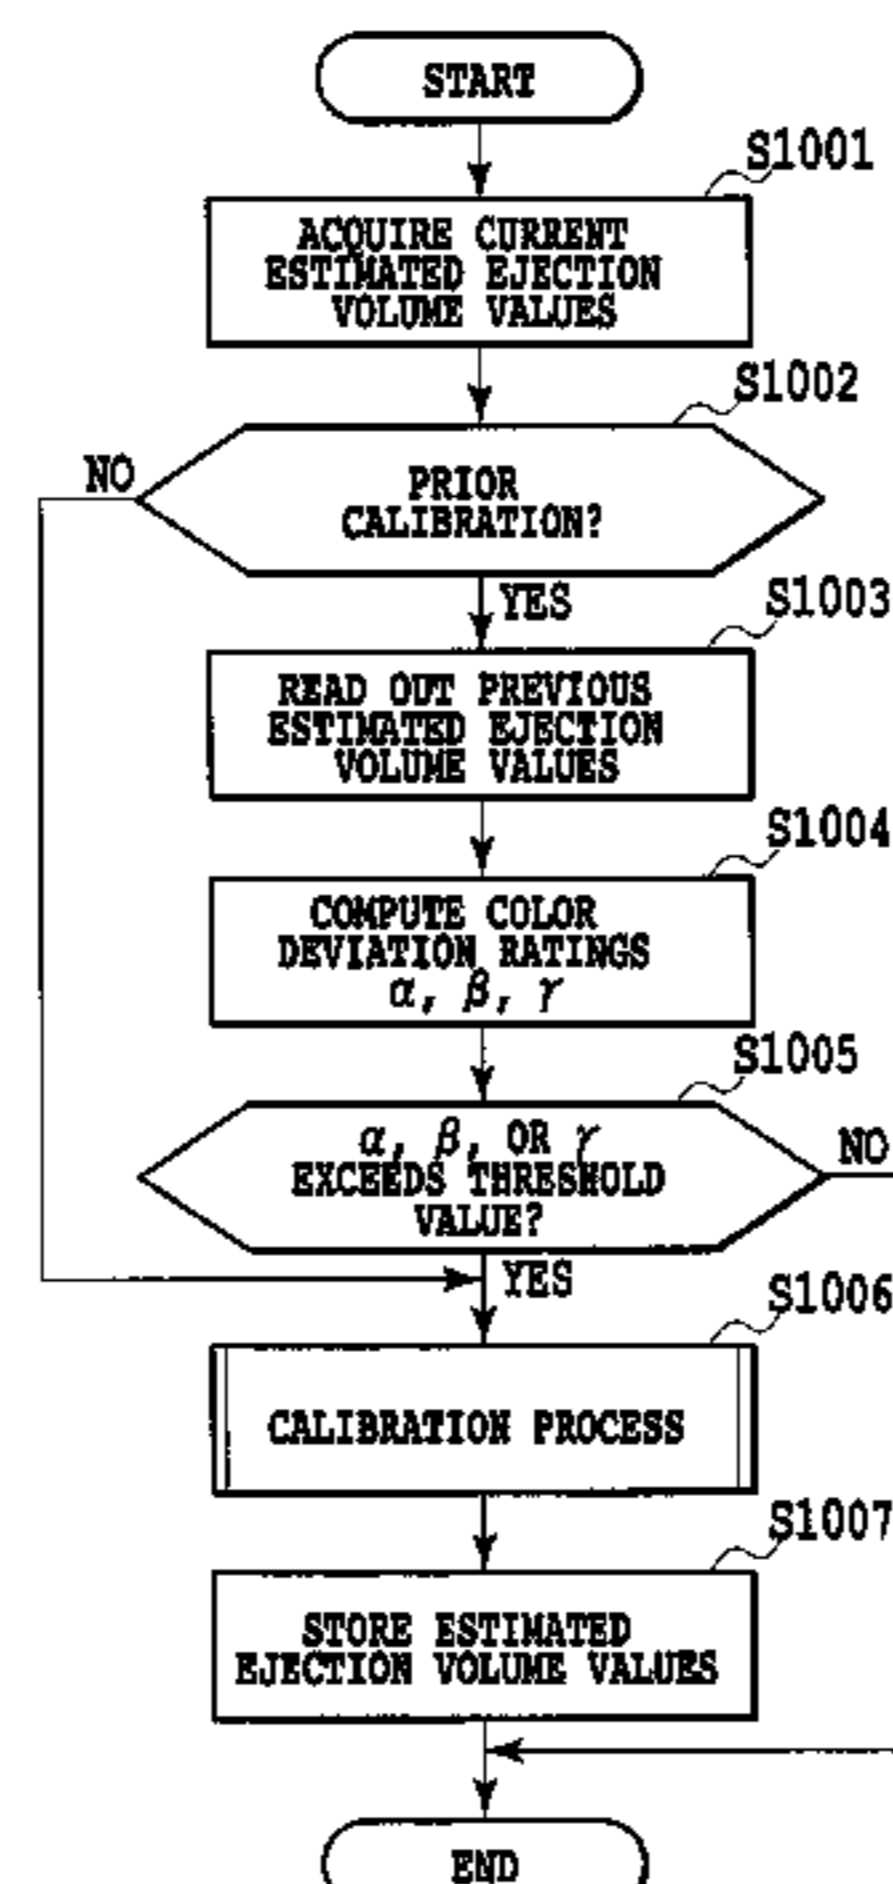 START
S1001
ACQUIRE CURRENT
ESTIMATED EJECTION
VOLUME VALUES
S1002
NO
PRIOR
CALIBRATION?
YES
S1003
READ OUT PREVIOUS
ESTIMATED EJECTION
VOLUME VALUES
S1004
COMPUTE COLOR
DEVIATION RATINGS
α, β, γ
S1005
α, β, OR γ
EXCEEDS THRESHOLD
VALUE?
NO
YES
S1006
CALIBRATION PROCESS
S1007
STORE ESTIMATED
EJECTION VOLUME VALUES
END